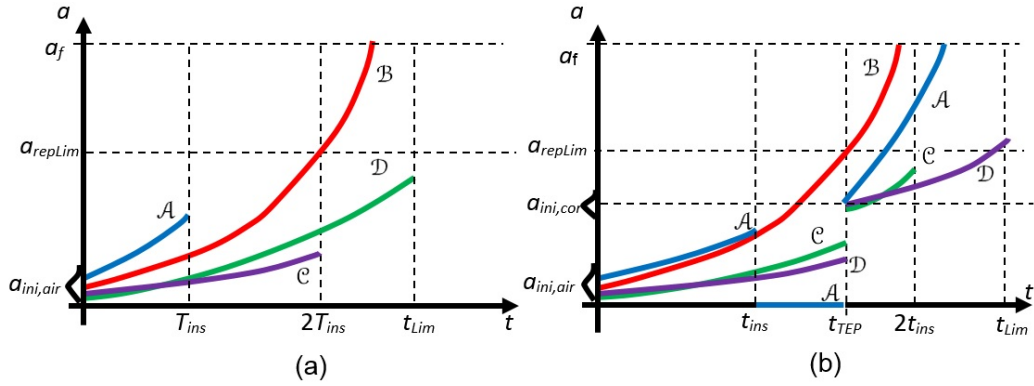 a
a_f
ℬ
a_repLim
𝒟
𝒜
𝒞
a_ini,air
T_ins
2T_ins
t_Lim
t
(a)
a
a_f
ℬ
𝒜
a_repLim
𝒞
𝒟
a_ini,cor
𝒜
𝒞
𝒟
a_ini,air
𝒜
t
t_ins
t_TEP
2t_ins
t_Lim
(b)